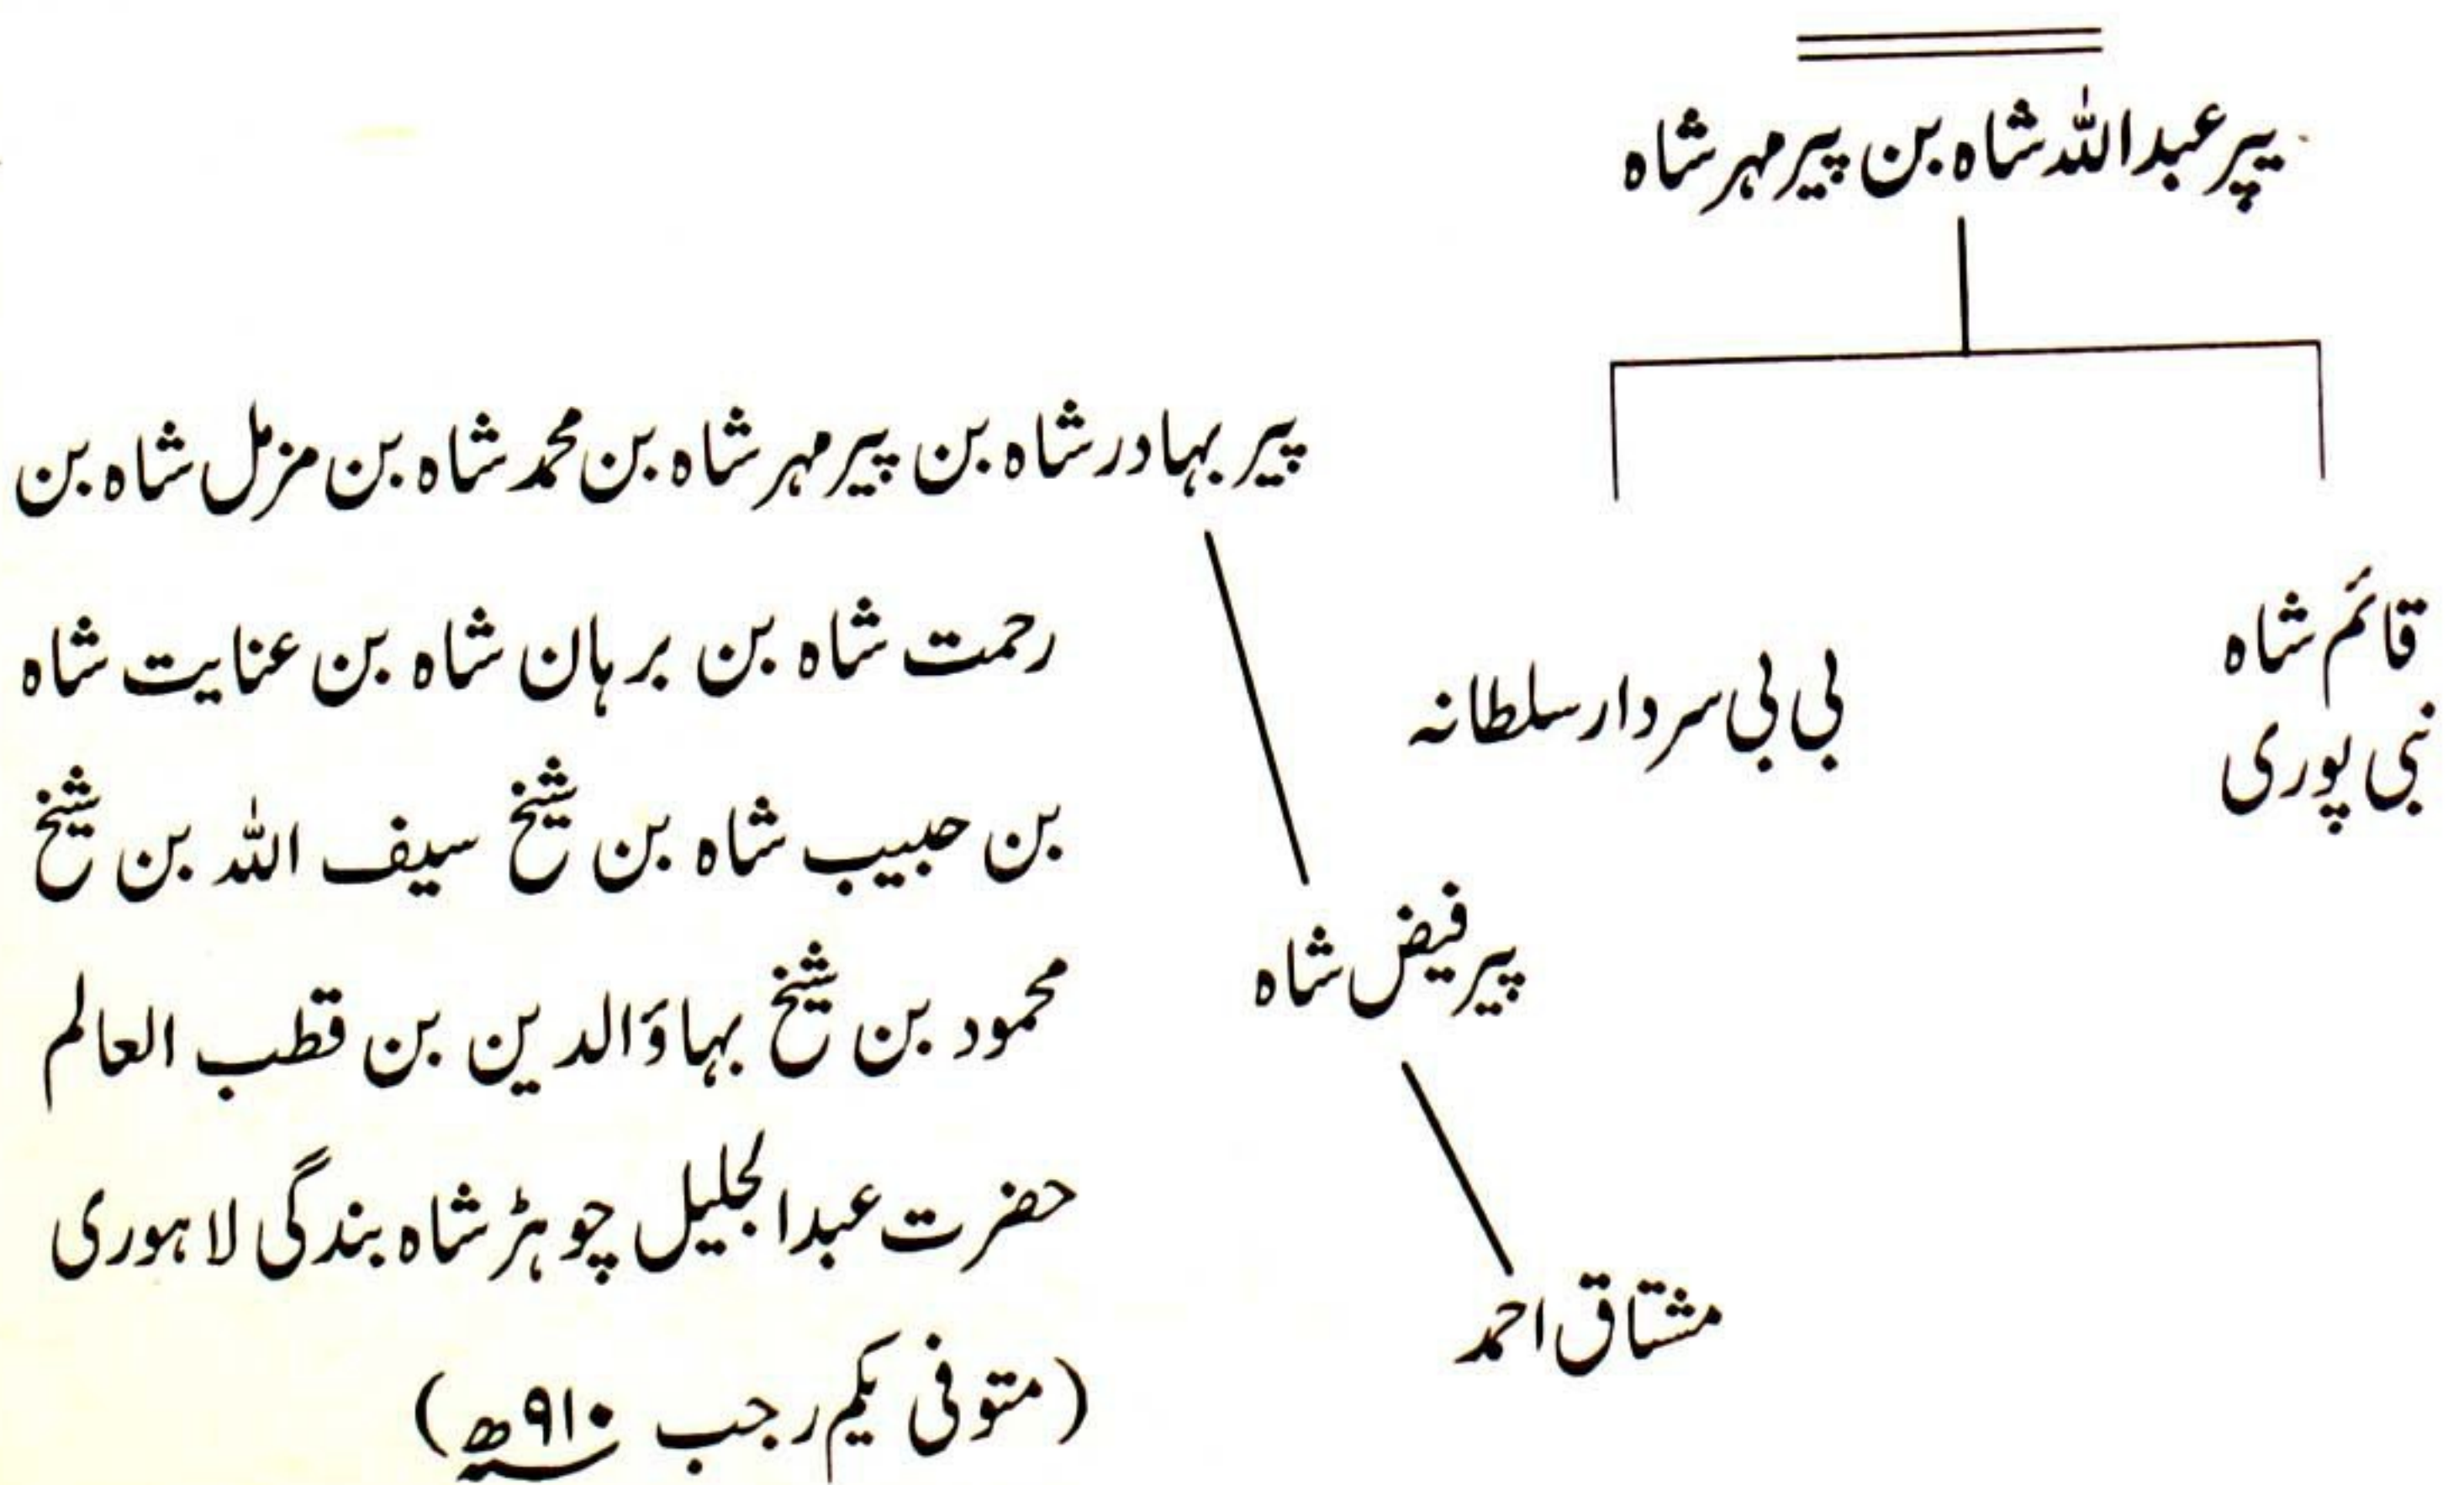 پیر عبداللہ شاہ بن پیر مہر شاہ
قائم شاہ
نبی پوری
بی بی سردار سلطانہ
پیر بہادر شاہ بن پیر مہر شاہ بن محمد شاہ بن مزمل شاہ بن
رحمت شاہ بن برہان شاہ بن عنایت شاہ
بن حبیب شاہ بن شیخ سیف اللہ بن شیخ
محمود بن شیخ بہاؤالدین بن قطب العالم
حضرت عبدالجلیل چوہڑ شاہ بندگی لاہوری
(متوفی یکم رجب ۹۱۰ھ)
پیر فیض شاہ
مشتاق احمد